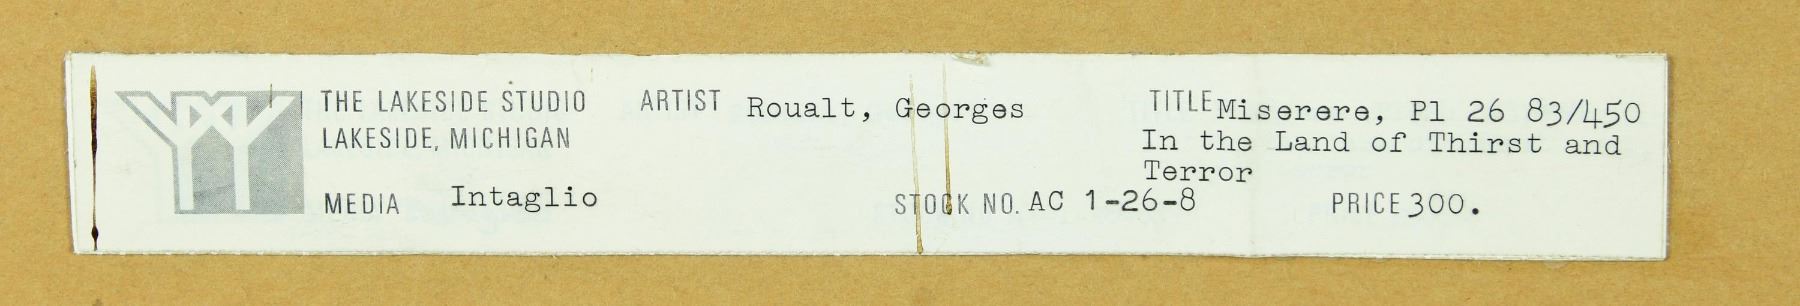 THE LAKESIDE STUDIO ARTIST Roualt, Georges TITLE Miserere, Pl 26 83/450
LAKESIDE, MICHIGAN In the Land of Thirst and
Terror
MEDIA Intaglio STOCK NO. AC 1-26-8 PRICE 300.